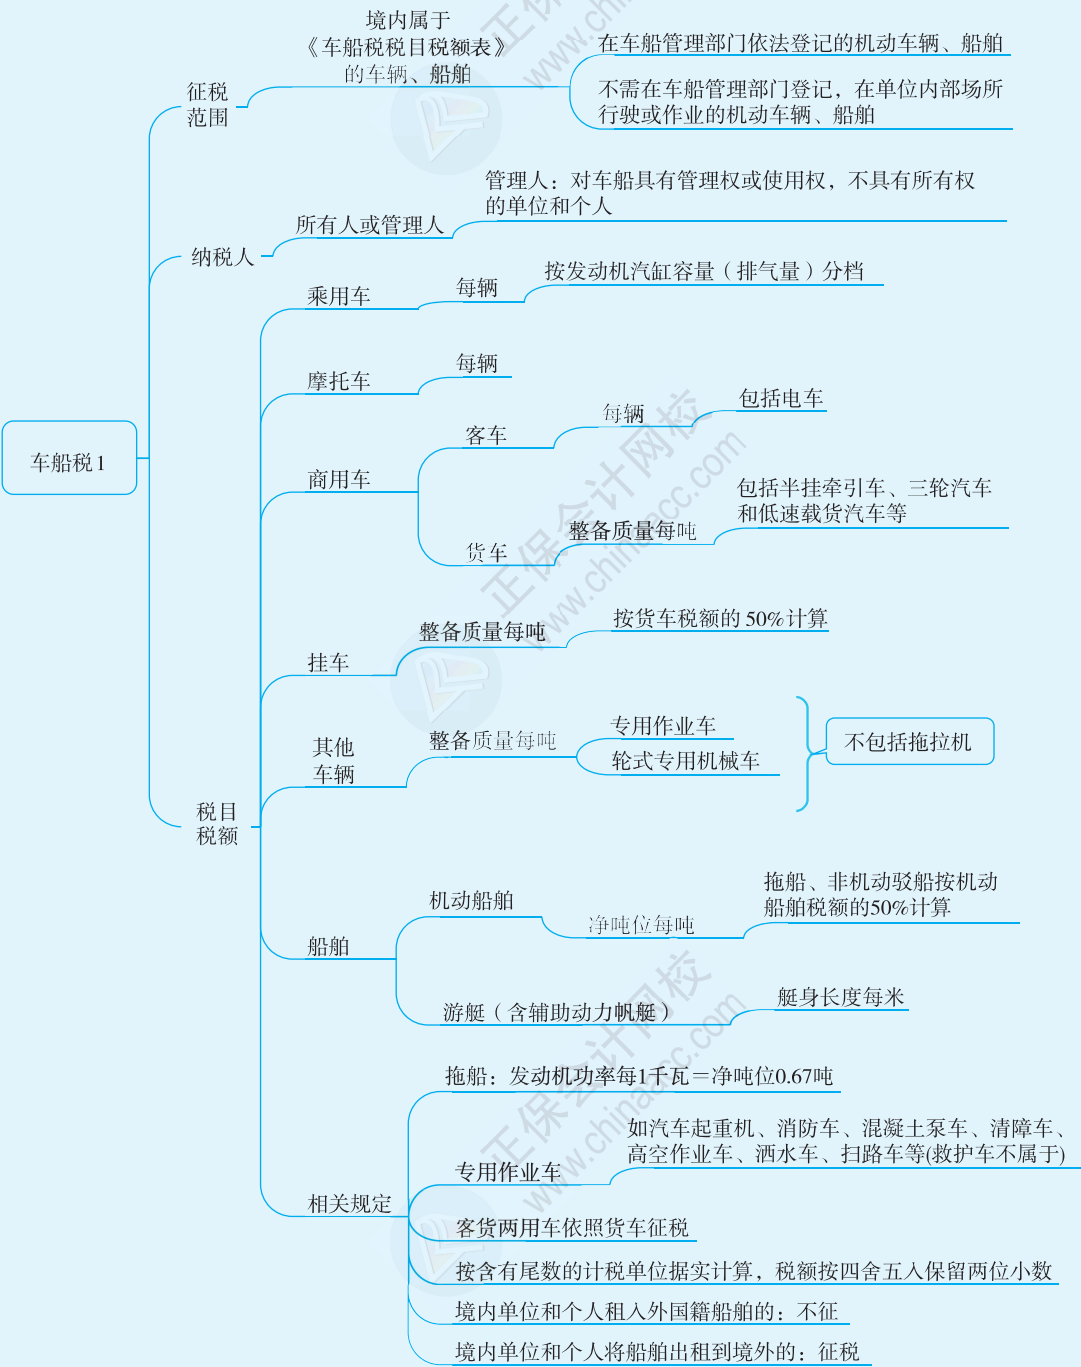 境内属于
《车船税税目税额表》
的车辆、船舶
在车船管理部门依法登记的机动车辆、船舶
不需在车船管理部门登记，在单位内部场所
行驶或作业的机动车辆、船舶
征税
范围
管理人：对车船具有管理权或使用权，不具有所有权
的单位和个人
所有人或管理人
纳税人
按发动机汽缸容量（排气量）分档
每辆
乘用车
每辆
摩托车
包括电车
每辆
客车
商用车
包括半挂牵引车、三轮汽车
和低速载货汽车等
整备质量每吨
货车
车船税1
按货车税额的 50%计算
整备质量每吨
挂车
专用作业车
整备质量每吨
轮式专用机械车
不包括拖拉机
其他
车辆
税目
税额
机动船舶
拖船、非机动驳船按机动
船舶税额的50%计算
净吨位每吨
船舶
艇身长度每米
游艇（含辅助动力帆艇）
拖船：发动机功率每1千瓦＝净吨位0.67吨
如汽车起重机、消防车、混凝土泵车、清障车、
高空作业车、洒水车、扫路车等(救护车不属于)
专用作业车
相关规定
客货两用车依照货车征税
按含有尾数的计税单位据实计算，税额按四舍五入保留两位小数
境内单位和个人租入外国籍船舶的：不征
境内单位和个人将船舶出租到境外的：征税
正保会计网校
www.chinaacc.com
正保会计网校
www.chinaacc.com